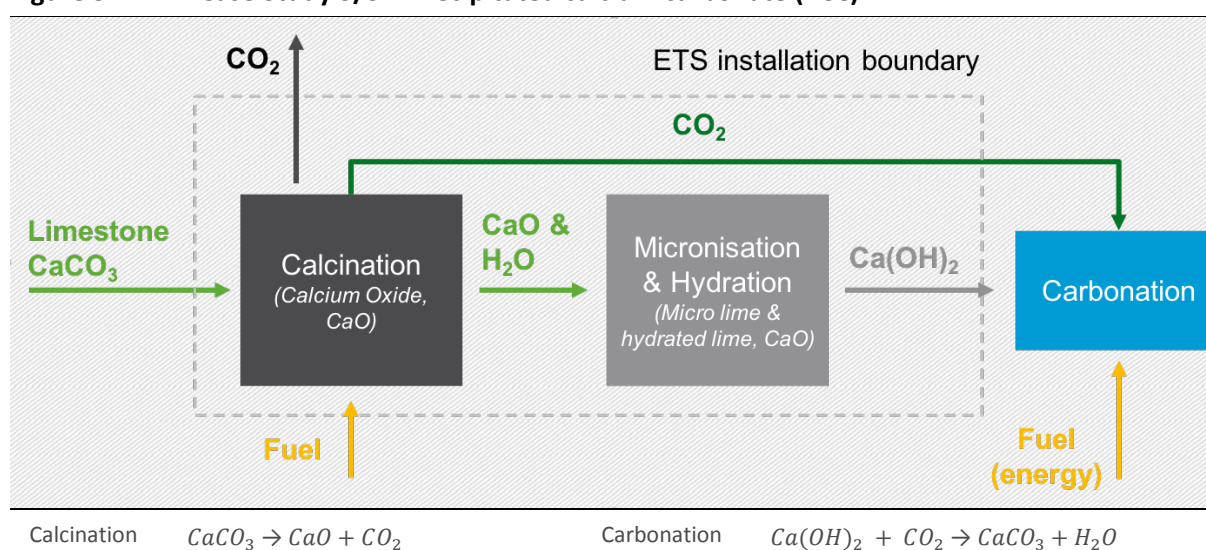 CO₂
ETS installation boundary
CO₂
Limestone
CaCO₃
Calcination
(Calcium Oxide,
CaO)
CaO &
H₂O
Micronisation
& Hydration
(Micro lime &
hydrated lime, CaO)
Ca(OH)₂
Carbonation
Fuel
Fuel
(energy)
Calcination CaCO₃ → CaO + CO₂
Carbonation Ca(OH)₂ + CO₂ → CaCO₃ + H₂O